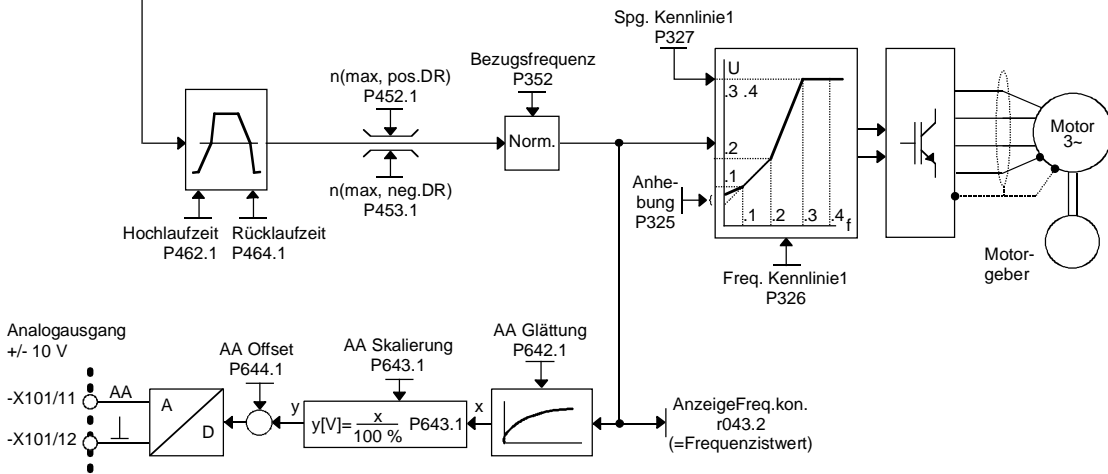 Spg. Kennlinie1
P327
n(max, pos.DR)
P452.1
Bezugsfrequenz
P352
U
.3 .4
.2
.1
.1 .2 .3 .4 f
Norm.
Motor
3~
n(max, neg.DR)
P453.1
Anhe-
bung
P325
Hochlaufzeit
P462.1
Rücklaufzeit
P464.1
Freq. Kennlinie1
P326
Motor-
geber
Analogausgang
+/- 10 V
AA Offset
P644.1
AA Skalierung
P643.1
AA Glättung
P642.1
-X101/11
AA
-X101/12
A
D
y
y[V]= x P643.1
100 %
x
AnzeigeFreq.kon.
r043.2
(=Frequenzistwert)